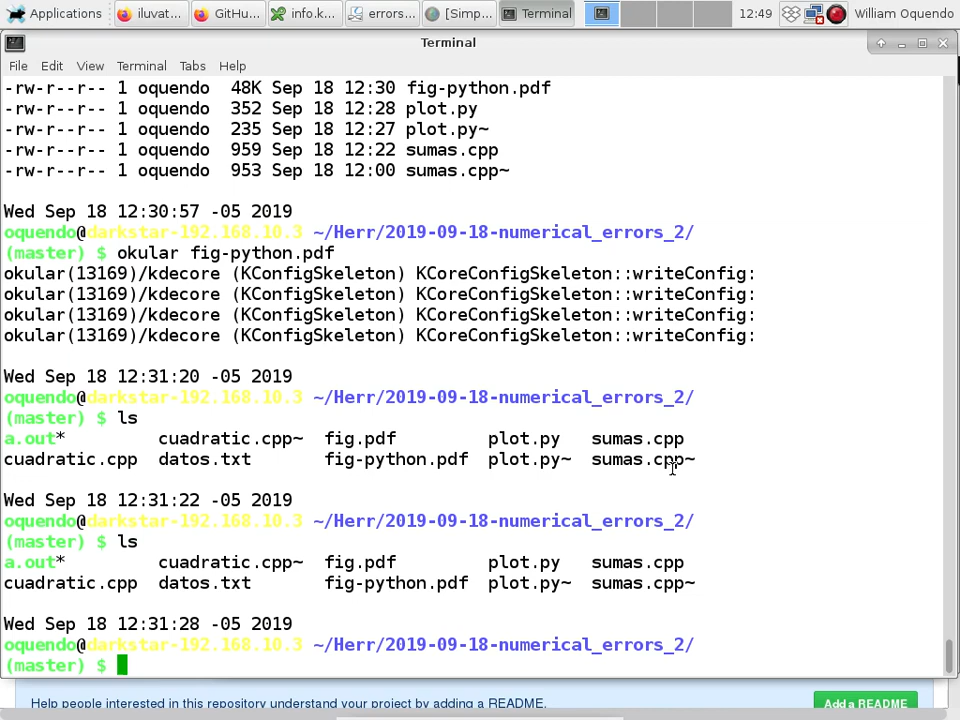 Applications iluvat... GitHu... info.k... errors... [Simp... Terminal 12:49 William Oquendo
Terminal
File Edit View Terminal Tabs Help
-rw-r--r-- 1 oquendo  48K Sep 18 12:30 fig-python.pdf
-rw-r--r-- 1 oquendo  352 Sep 18 12:28 plot.py
-rw-r--r-- 1 oquendo  235 Sep 18 12:27 plot.py~
-rw-r--r-- 1 oquendo  959 Sep 18 12:22 sumas.cpp
-rw-r--r-- 1 oquendo  953 Sep 18 12:00 sumas.cpp~
Wed Sep 18 12:30:57 -05 2019
oquendo@darkstar-192.168.10.3 ~/Herr/2019-09-18-numerical_errors_2/
(master) $ okular fig-python.pdf
okular(13169)/kdecore (KConfigSkeleton) KCoreConfigSkeleton::writeConfig:
okular(13169)/kdecore (KConfigSkeleton) KCoreConfigSkeleton::writeConfig:
okular(13169)/kdecore (KConfigSkeleton) KCoreConfigSkeleton::writeConfig:
okular(13169)/kdecore (KConfigSkeleton) KCoreConfigSkeleton::writeConfig:
Wed Sep 18 12:31:20 -05 2019
oquendo@darkstar-192.168.10.3 ~/Herr/2019-09-18-numerical_errors_2/
(master) $ ls
a.out*         cuadratic.cpp~  fig.pdf         plot.py   sumas.cpp
cuadratic.cpp  datos.txt       fig-python.pdf  plot.py~  sumas.cpp~
Wed Sep 18 12:31:22 -05 2019
oquendo@darkstar-192.168.10.3 ~/Herr/2019-09-18-numerical_errors_2/
(master) $ ls
a.out*         cuadratic.cpp~  fig.pdf         plot.py   sumas.cpp
cuadratic.cpp  datos.txt       fig-python.pdf  plot.py~  sumas.cpp~
Wed Sep 18 12:31:28 -05 2019
oquendo@darkstar-192.168.10.3 ~/Herr/2019-09-18-numerical_errors_2/
(master) $
Help people interested in this repository understand your project by adding a README. Add a README